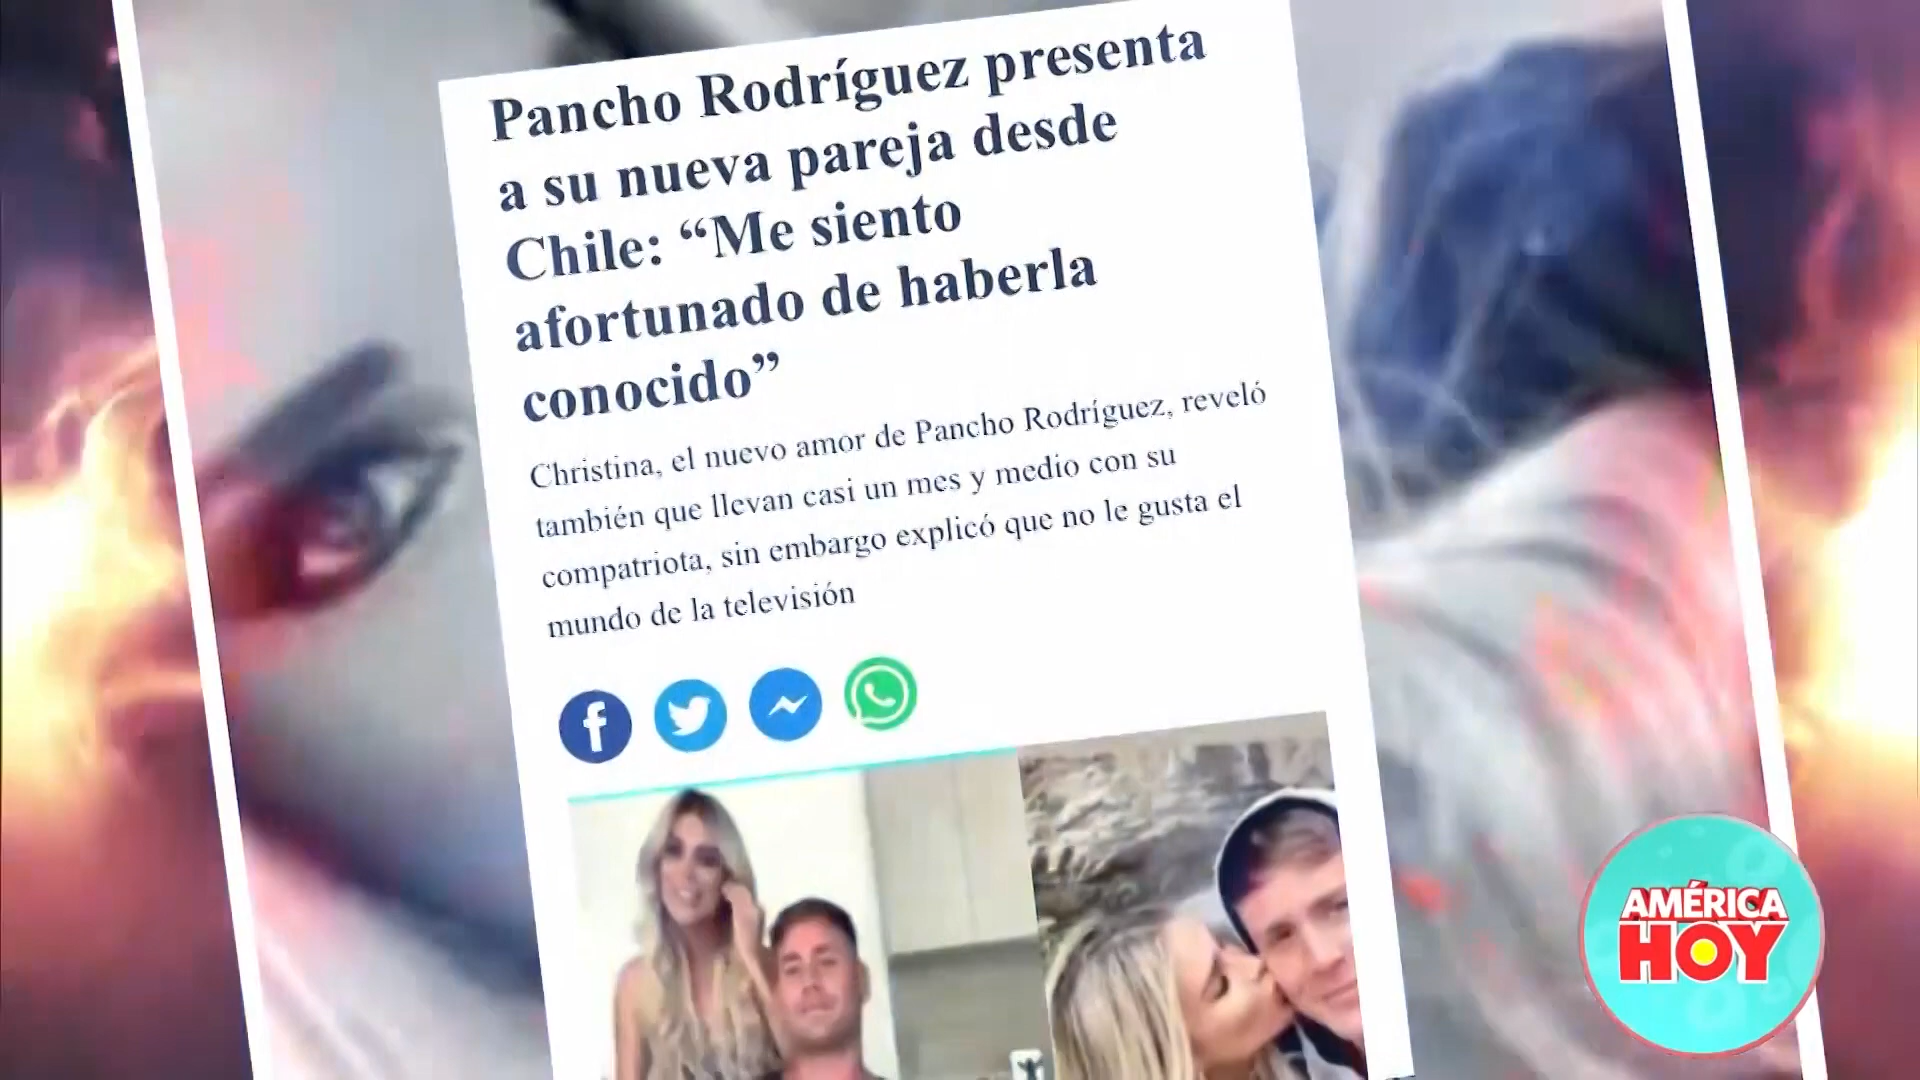 Pancho Rodríguez presenta
a su nueva pareja desde
Chile: “Me siento
afortunado de haberla
conocido”
Christina, el nuevo amor de Pancho Rodríguez, reveló
también que llevan casi un mes y medio con su
compatriota, sin embargo explicó que no le gusta el
mundo de la televisión
AMÉRICA
HOY